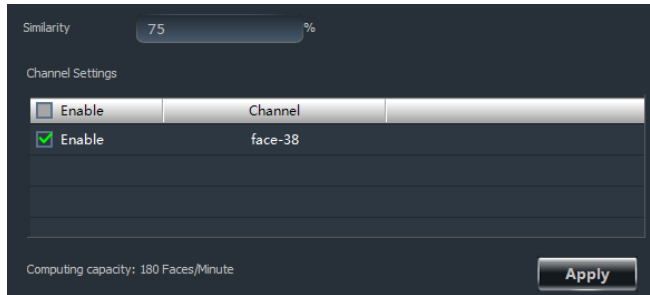 Similarity 75 %
Channel Settings
Enable Channel
Enable face-38
Computing capacity: 180 Faces/Minute
Apply